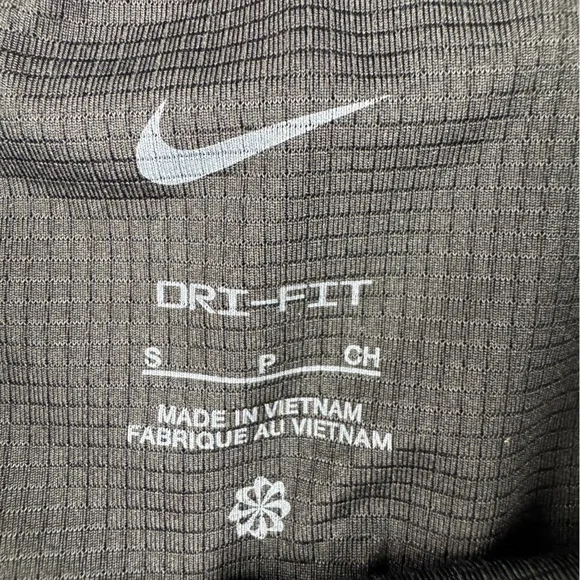 DRI-FIT
S P CH
MADE IN VIETNAM
FABRIQUE AU VIETNAM